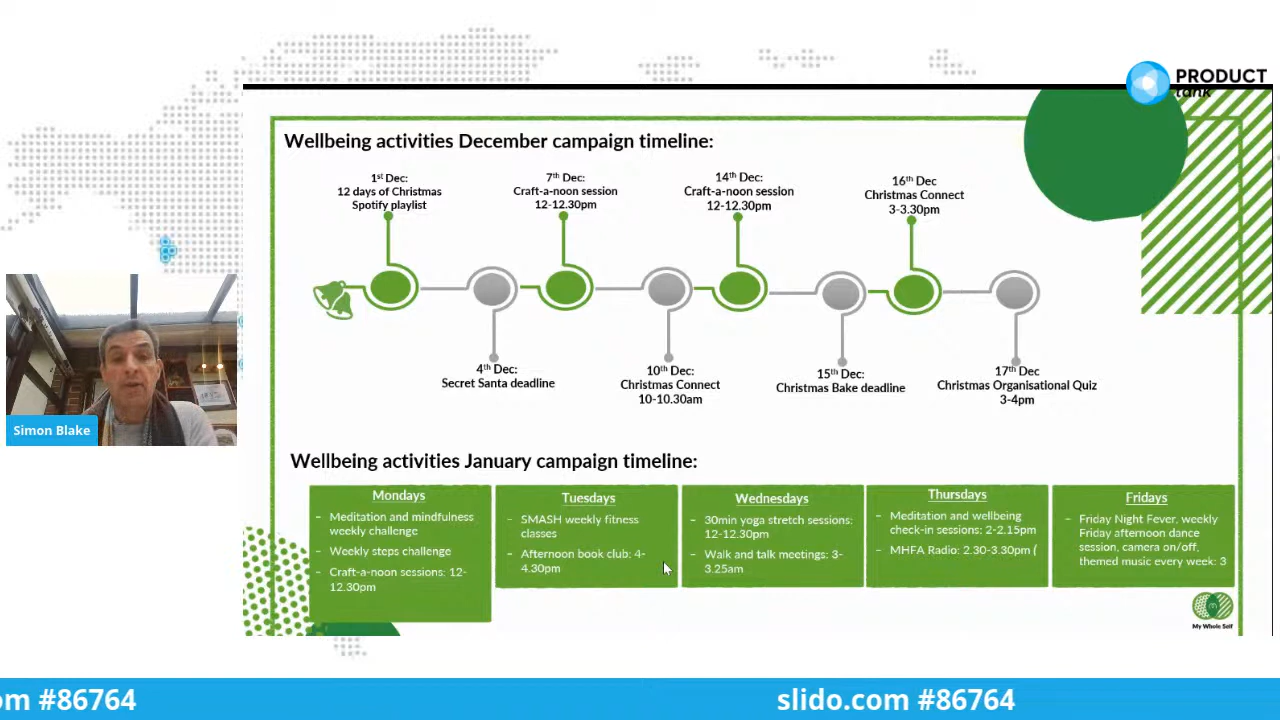 PRODUCT
tank
Wellbeing activities December campaign timeline:
1st Dec:
12 days of Christmas
Spotify playlist
7th Dec:
Craft-a-noon session
12-12.30pm
14th Dec:
Craft-a-noon session
12-12.30pm
16th Dec
Christmas Connect
3-3.30pm
4th Dec:
Secret Santa deadline
10th Dec:
Christmas Connect
10-10.30am
15th Dec:
Christmas Bake deadline
17th Dec
Christmas Organisational Quiz
3-4pm
Simon Blake
Wellbeing activities January campaign timeline:
Mondays
- Meditation and mindfulness
weekly challenge
- Weekly steps challenge
- Craft-a-noon sessions: 12-
12.30pm
Tuesdays
- SMASH weekly fitness
classes
- Afternoon book club: 4-
4.30pm
Wednesdays
- 30min yoga stretch sessions:
12-12.30pm
- Walk and talk meetings: 3-
3.25am
Thursdays
- Meditation and wellbeing
check-in sessions: 2-2.15pm
- MHFA Radio: 2.30-3.30pm (
Fridays
- Friday Night Fever, weekly
Friday afternoon dance
session, camera on/off,
themed music every week: 3
My Whole Self
om #86764
slido.com #86764